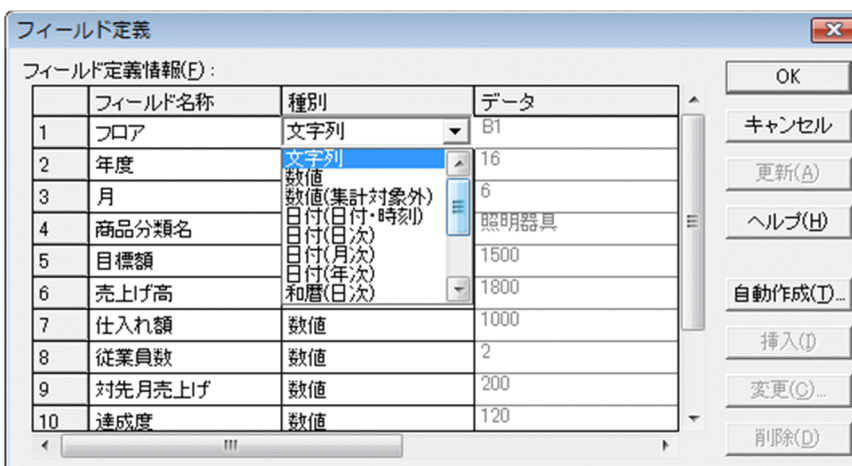 フィールド定義
フィールド定義情報(F):
フィールド名称 種別 データ
1 フロア 文字列 B1
2 年度 16
3 月 6
4 商品分類名 照明器具
5 目標額 1500
6 売上げ高 1800
7 仕入れ額 数値 1000
8 従業員数 数値 2
9 対先月売上げ 数値 200
10 達成度 数値 120
文字列
数値
数値(集計対象外)
日付(日付・時刻)
日付(日次)
日付(月次)
日付(年次)
和暦(日次)
OK
キャンセル
更新(A)
ヘルプ(H)
自動作成(T)...
挿入(I)
変更(C)...
削除(D)